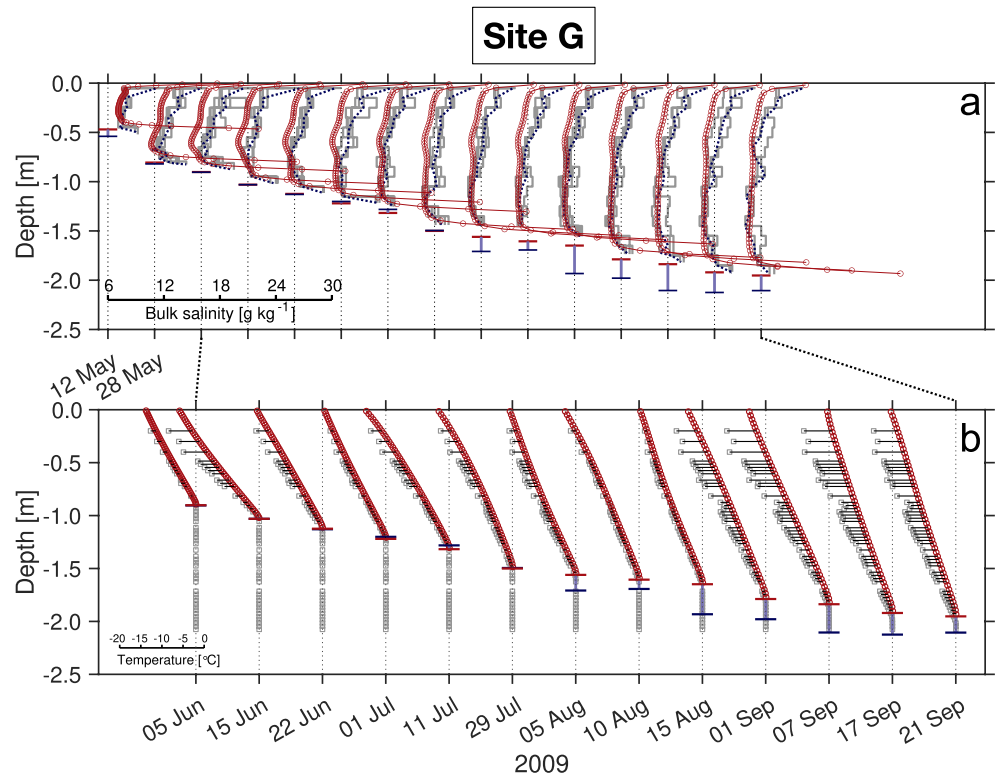 Site G
a
Depth [m]
0.0
-0.5
-1.0
-1.5
-2.0
-2.5
6 12 18 24 30
Bulk salinity [g kg⁻¹]
12 May
28 May
b
Depth [m]
0.0
-0.5
-1.0
-1.5
-2.0
-2.5
-20 -15 -10 -5 0
Temperature [°C]
05 Jun
15 Jun
22 Jun
01 Jul
11 Jul
29 Jul
05 Aug
10 Aug
15 Aug
01 Sep
07 Sep
17 Sep
21 Sep
2009